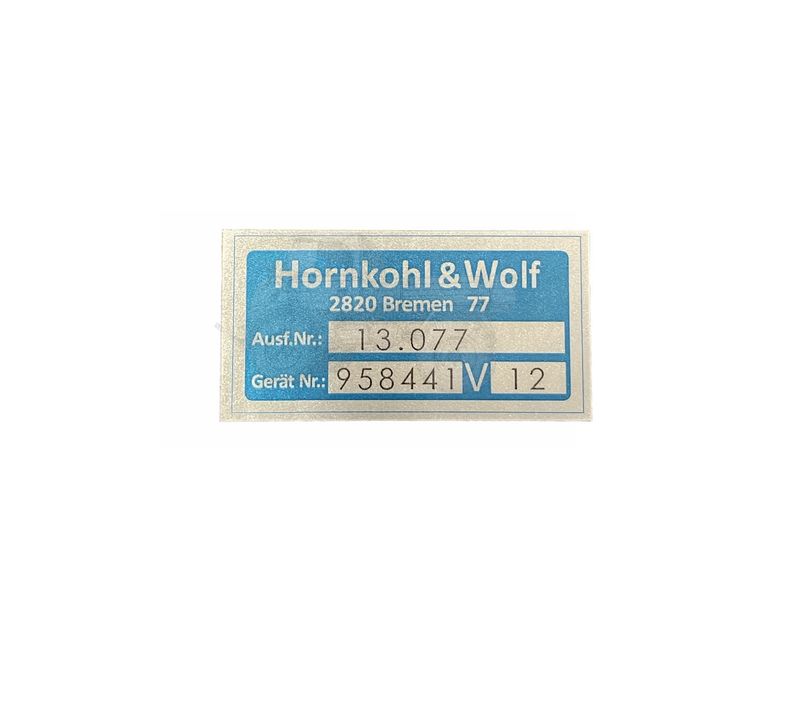 Hornkohl & Wolf
2820 Bremen 77
Ausf.Nr.: 13.077
Gerät Nr.: 958441 V 12